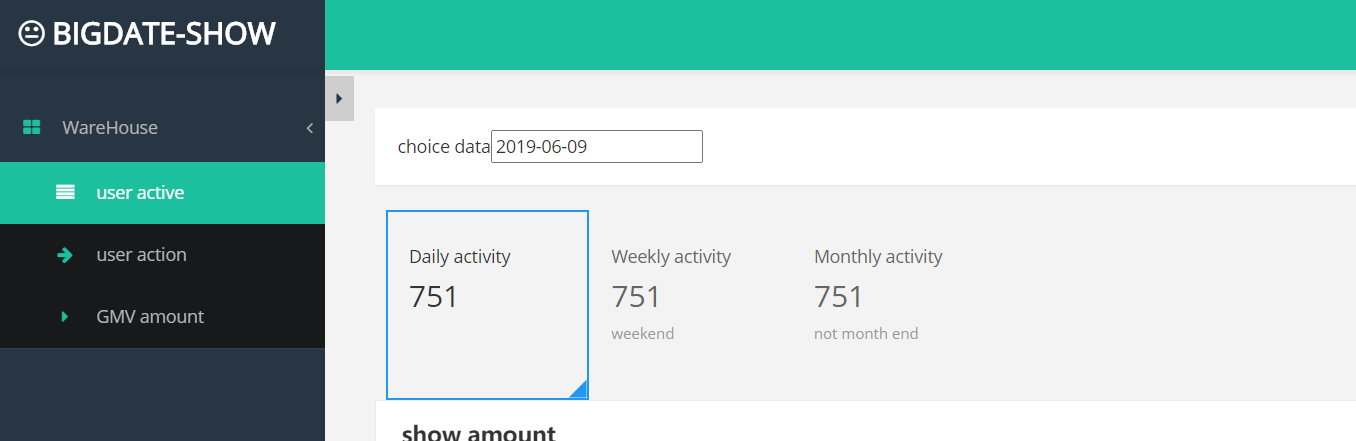 BIGDATE-SHOW
WareHouse
user active
user action
GMV amount
choice data 2019-06-09
Daily activity
751
Weekly activity
751
weekend
Monthly activity
751
not month end
show amount